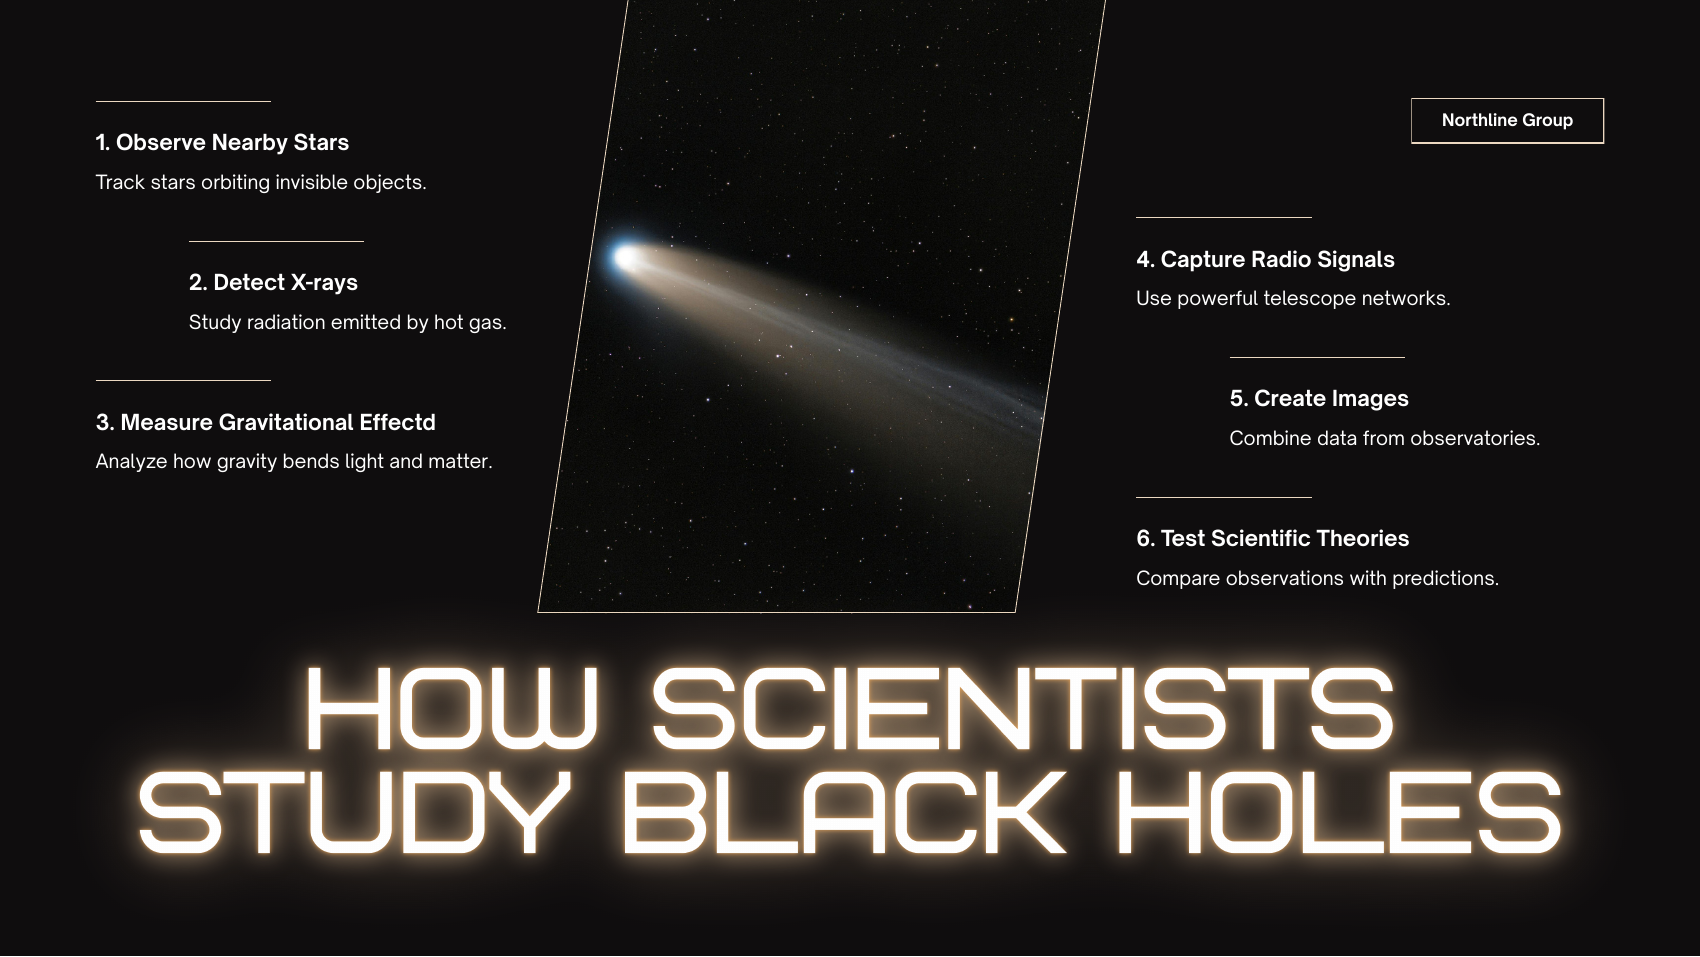 1. Observe Nearby Stars
Track stars orbiting invisible objects.
2. Detect X-rays
Study radiation emitted by hot gas.
3. Measure Gravitational Effectd
Analyze how gravity bends light and matter.
Northline Group
4. Capture Radio Signals
Use powerful telescope networks.
5. Create Images
Combine data from observatories.
6. Test Scientific Theories
Compare observations with predictions.
HOW SCIENTISTS
STUDY BLACK HOLES